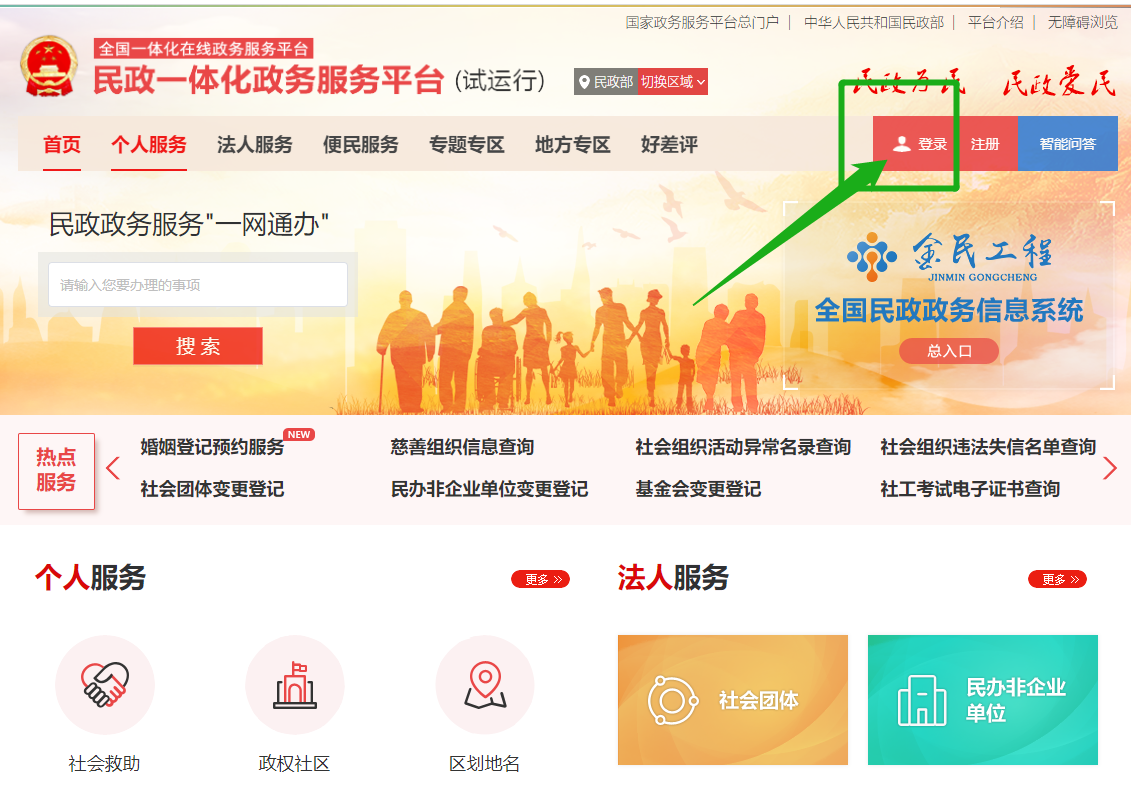 国家政务服务平台总门户 | 中华人民共和国民政部 | 平台介绍 | 无障碍浏览
全国一体化在线政务服务平台
民政一体化政务服务平台 (试运行)
民政部 切换区域
民政为民 民政爱民
首页 个人服务 法人服务 便民服务 专题专区 地方专区 好差评
登录 注册 智能问答
民政政务服务"一网通办"
请输入您要办理的事项
搜索
金民工程
JINMIN GONGCHENG
全国民政政务信息系统
总入口
热点
服务
婚姻登记预约服务 NEW 慈善组织信息查询 社会组织活动异常名录查询 社会组织违法失信名单查询
社会团体变更登记 民办非企业单位变更登记 基金会变更登记 社工考试电子证书查询
个人服务 更多 »
法人服务 更多 »
社会救助 政权社区 区划地名
社会团体
民办非企业
单位